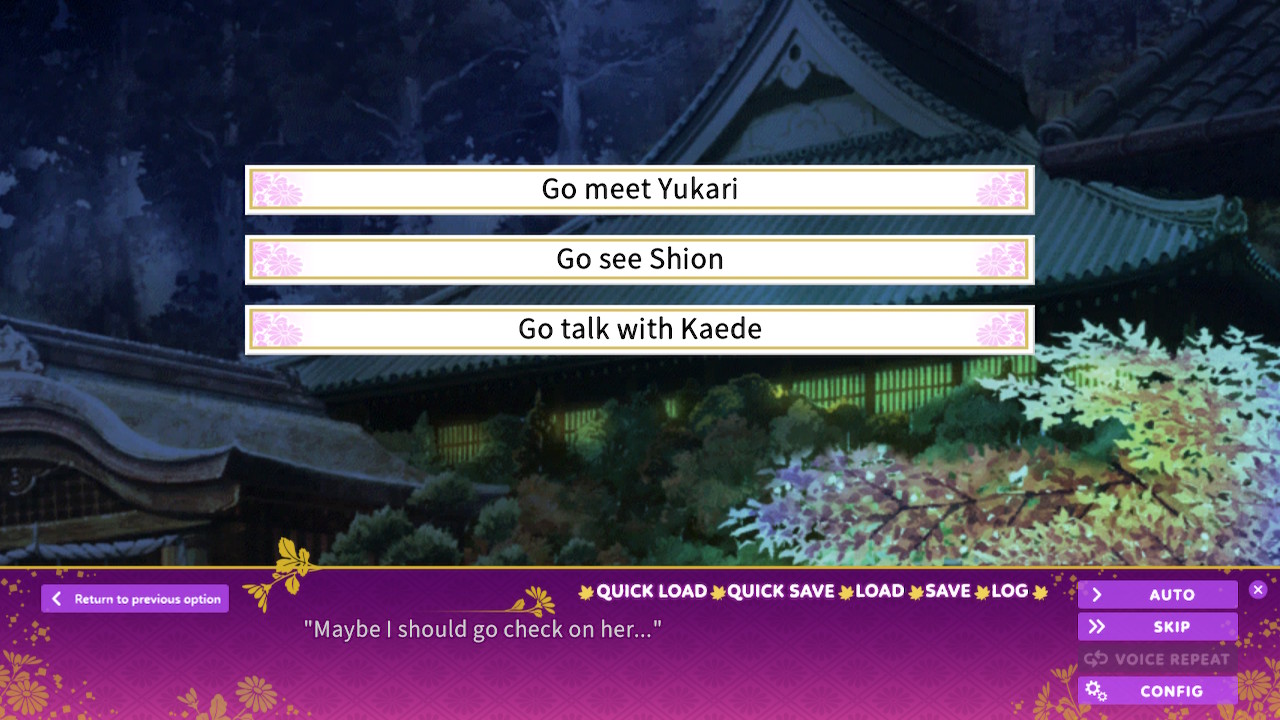 Go meet Yukari
Go see Shion
Go talk with Kaede
Return to previous option
QUICK LOAD QUICK SAVE LOAD SAVE LOG
"Maybe I should go check on her..."
AUTO
SKIP
VOICE REPEAT
CONFIG